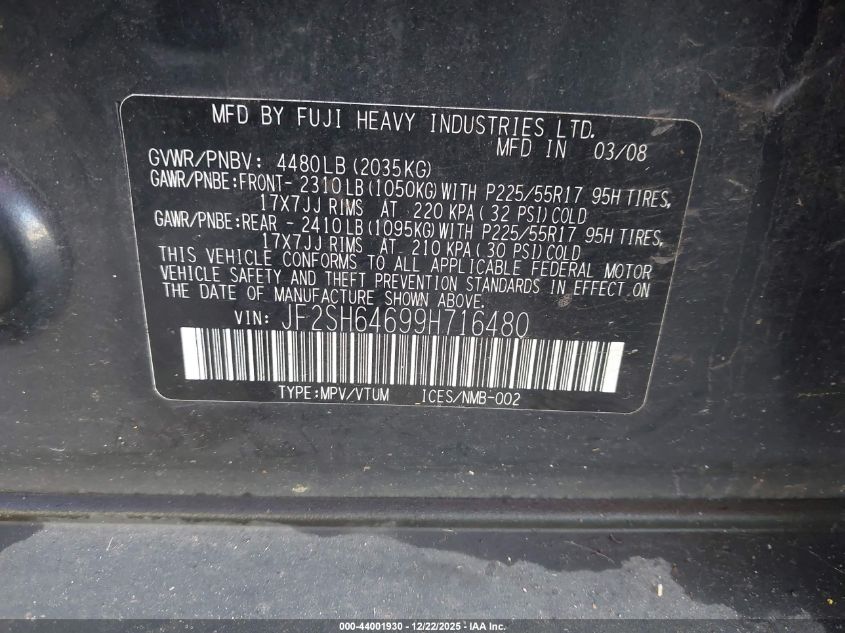 MFD BY FUJI HEAVY INDUSTRIES LTD.
MFD IN 03/08
GVWR/PNBV: 4480LB (2035KG)
GAWR/PNBE:FRONT- 2310LB(1050KG)WITH P225/55R17 95H TIRES,
17X7JJ RIMS AT 220 KPA( 32 PSI)COLD
GAWR/PNBE:REAR - 2410LB(1095KG)WITH P225/55R17 95H TIRES,
17X7JJ RIMS AT 210 KPA( 30 PSI)COLD
THIS VEHICLE CONFORMS TO ALL APPLICABLE FEDERAL MOTOR
VEHICLE SAFETY AND THEFT PREVENTION STANDARDS IN EFFECT ON
THE DATE OF MANUFACTURE SHOWN ABOVE.
VIN: JF2SH64699H716480
TYPE:MPV/VTUM ICES/NMB-002
000-44001930 - 12/22/2025 - IAA Inc.